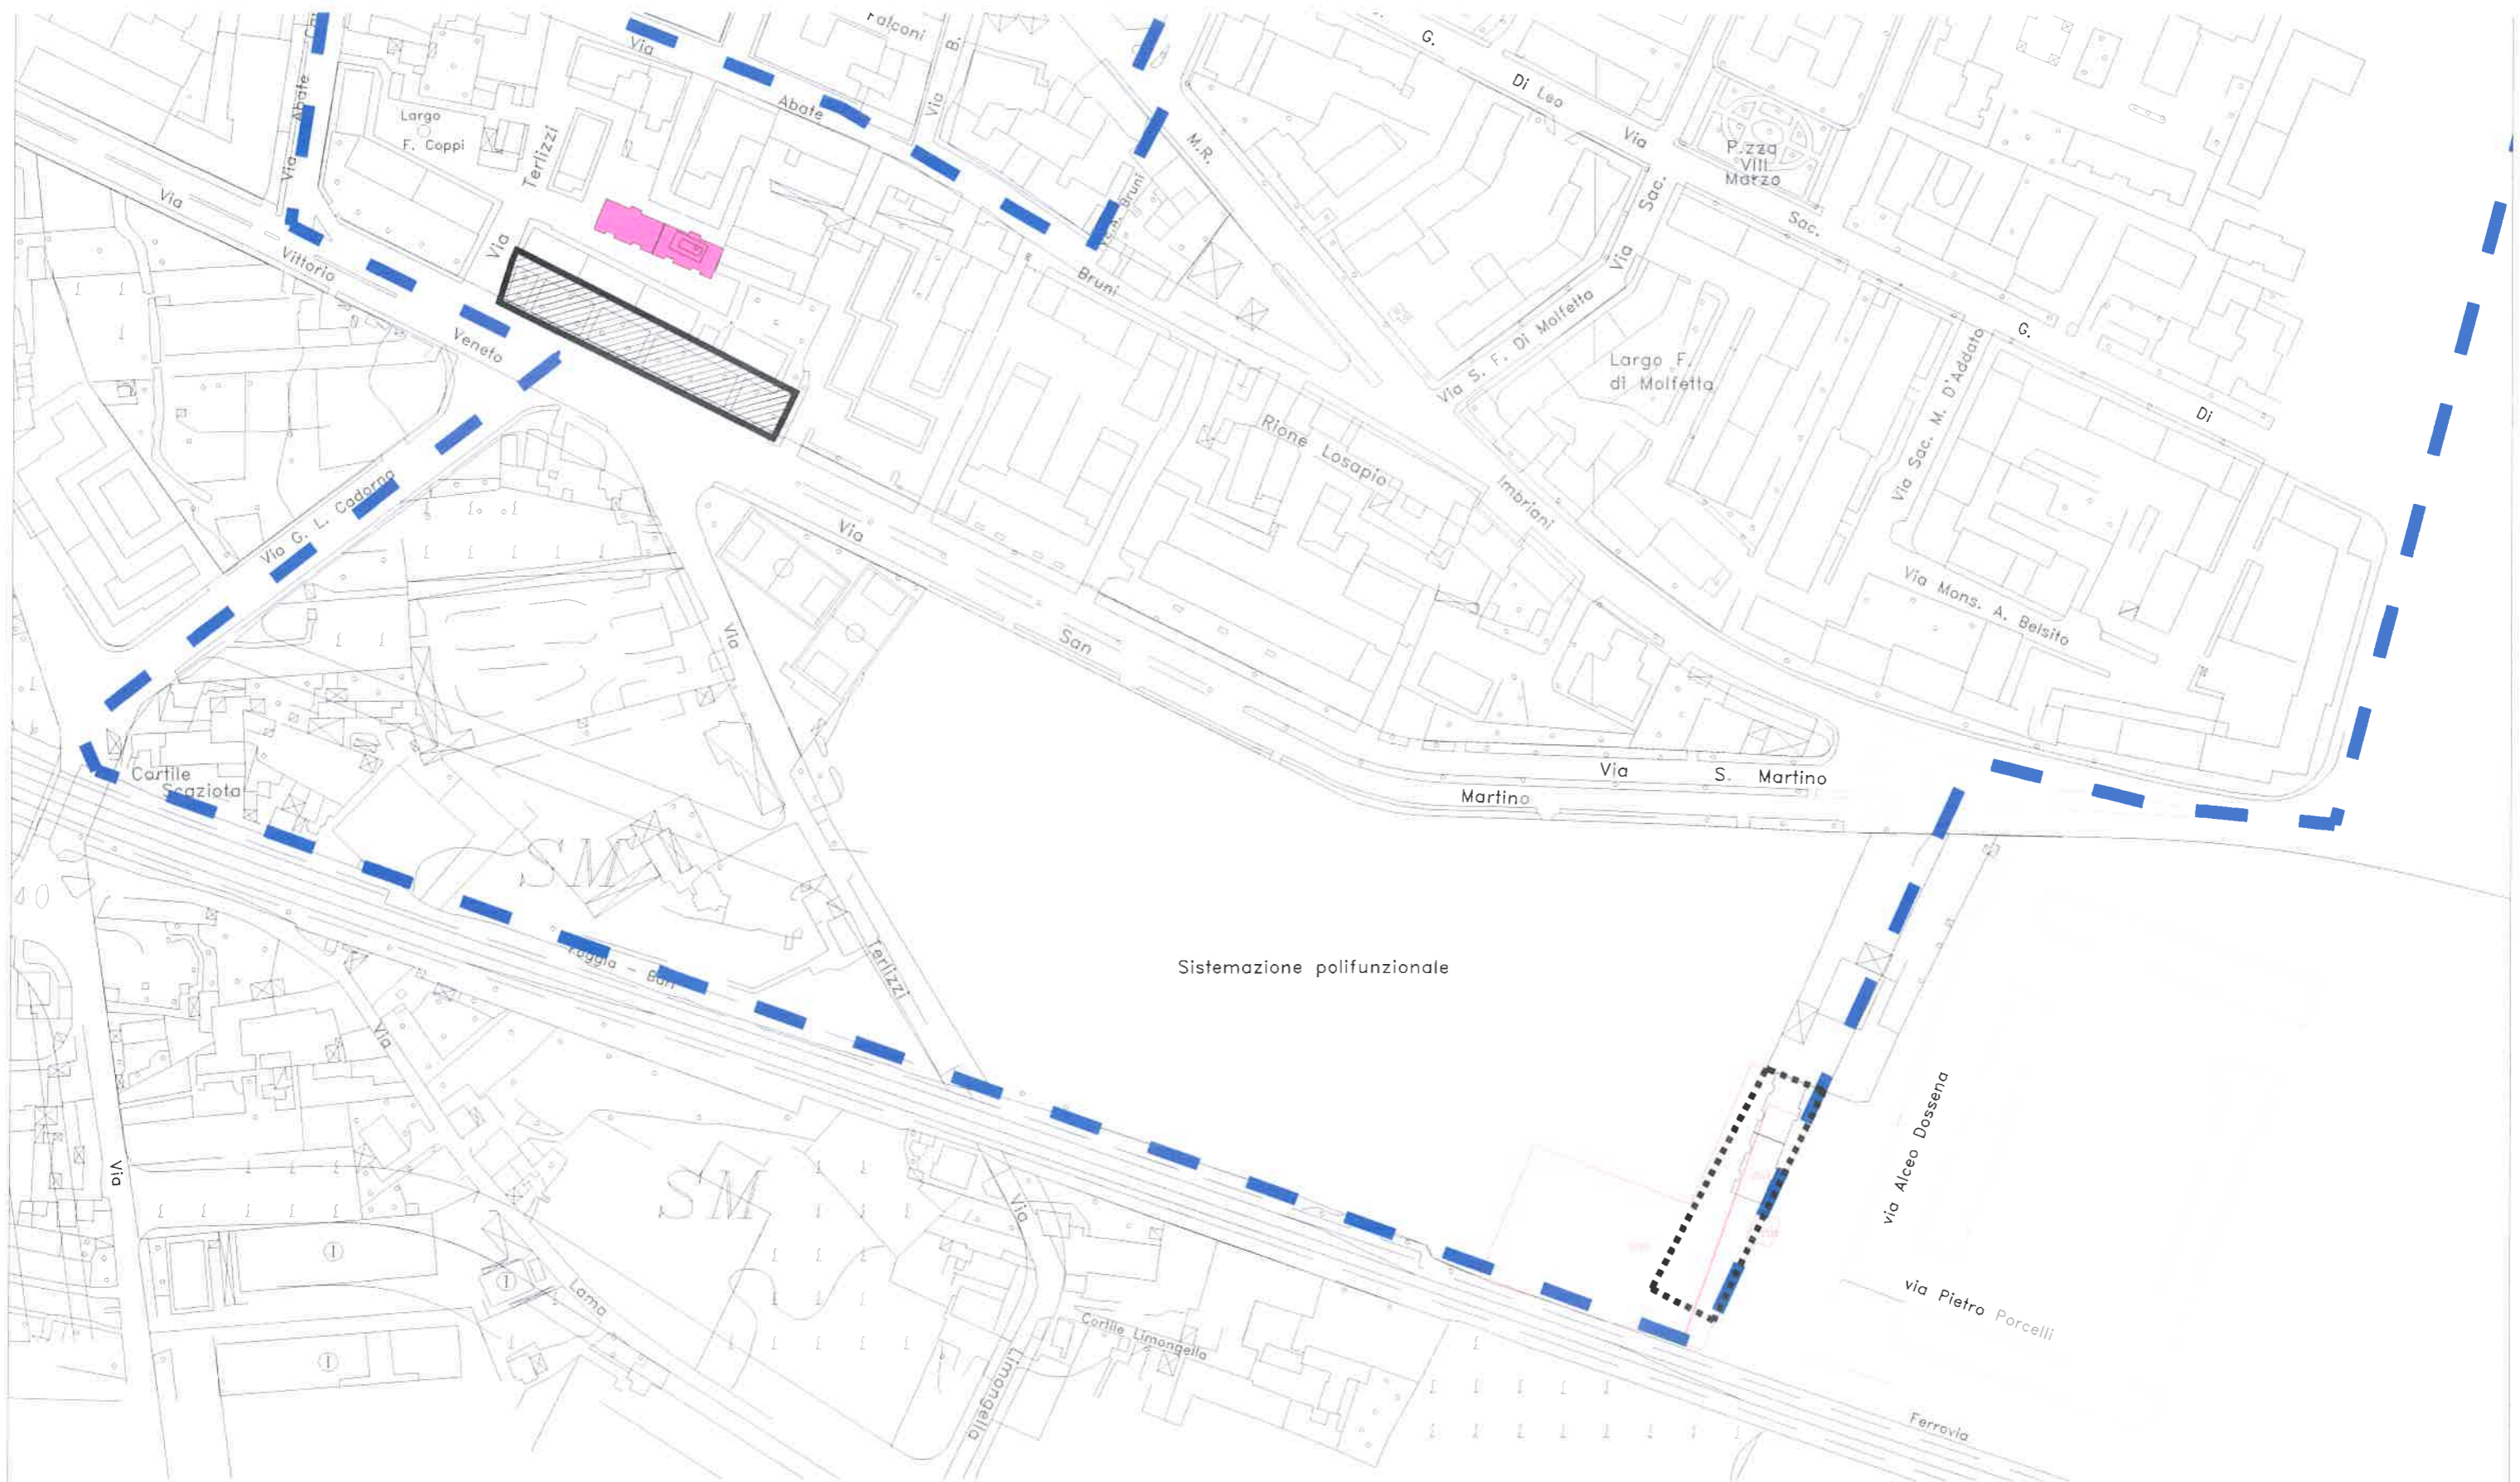 Falconi
Via
B.
Via
G.
Abate
Abate
Via
Di Leo
Largo
F. Coppi
Terlizzi
Via
M.R.
Via
P.zza
VIII
Marzo
Via
Bruni
Sac.
Via
Sac.
Vittorio
Via
Bruni
Via
G.
Veneto
Via S. F. Di Molfetta
Largo F.
di Molfetta
Via Sac. M. D'Addato
Di
Rione Losapio
Imbriani
Via G. L. Cadorna
Via
Via Mons. A. Belsito
Via
San
Cartile
Scaziota
Via S. Martino
Martino
SM
Foggia - Bari
Terlizzi
Sistemazione polifunzionale
Via
via Alceo Dossena
Via
SM
Via
I
I
Lama
via Pietro Porcelli
Cortile Limongella
I
Limongella
Ferrovia